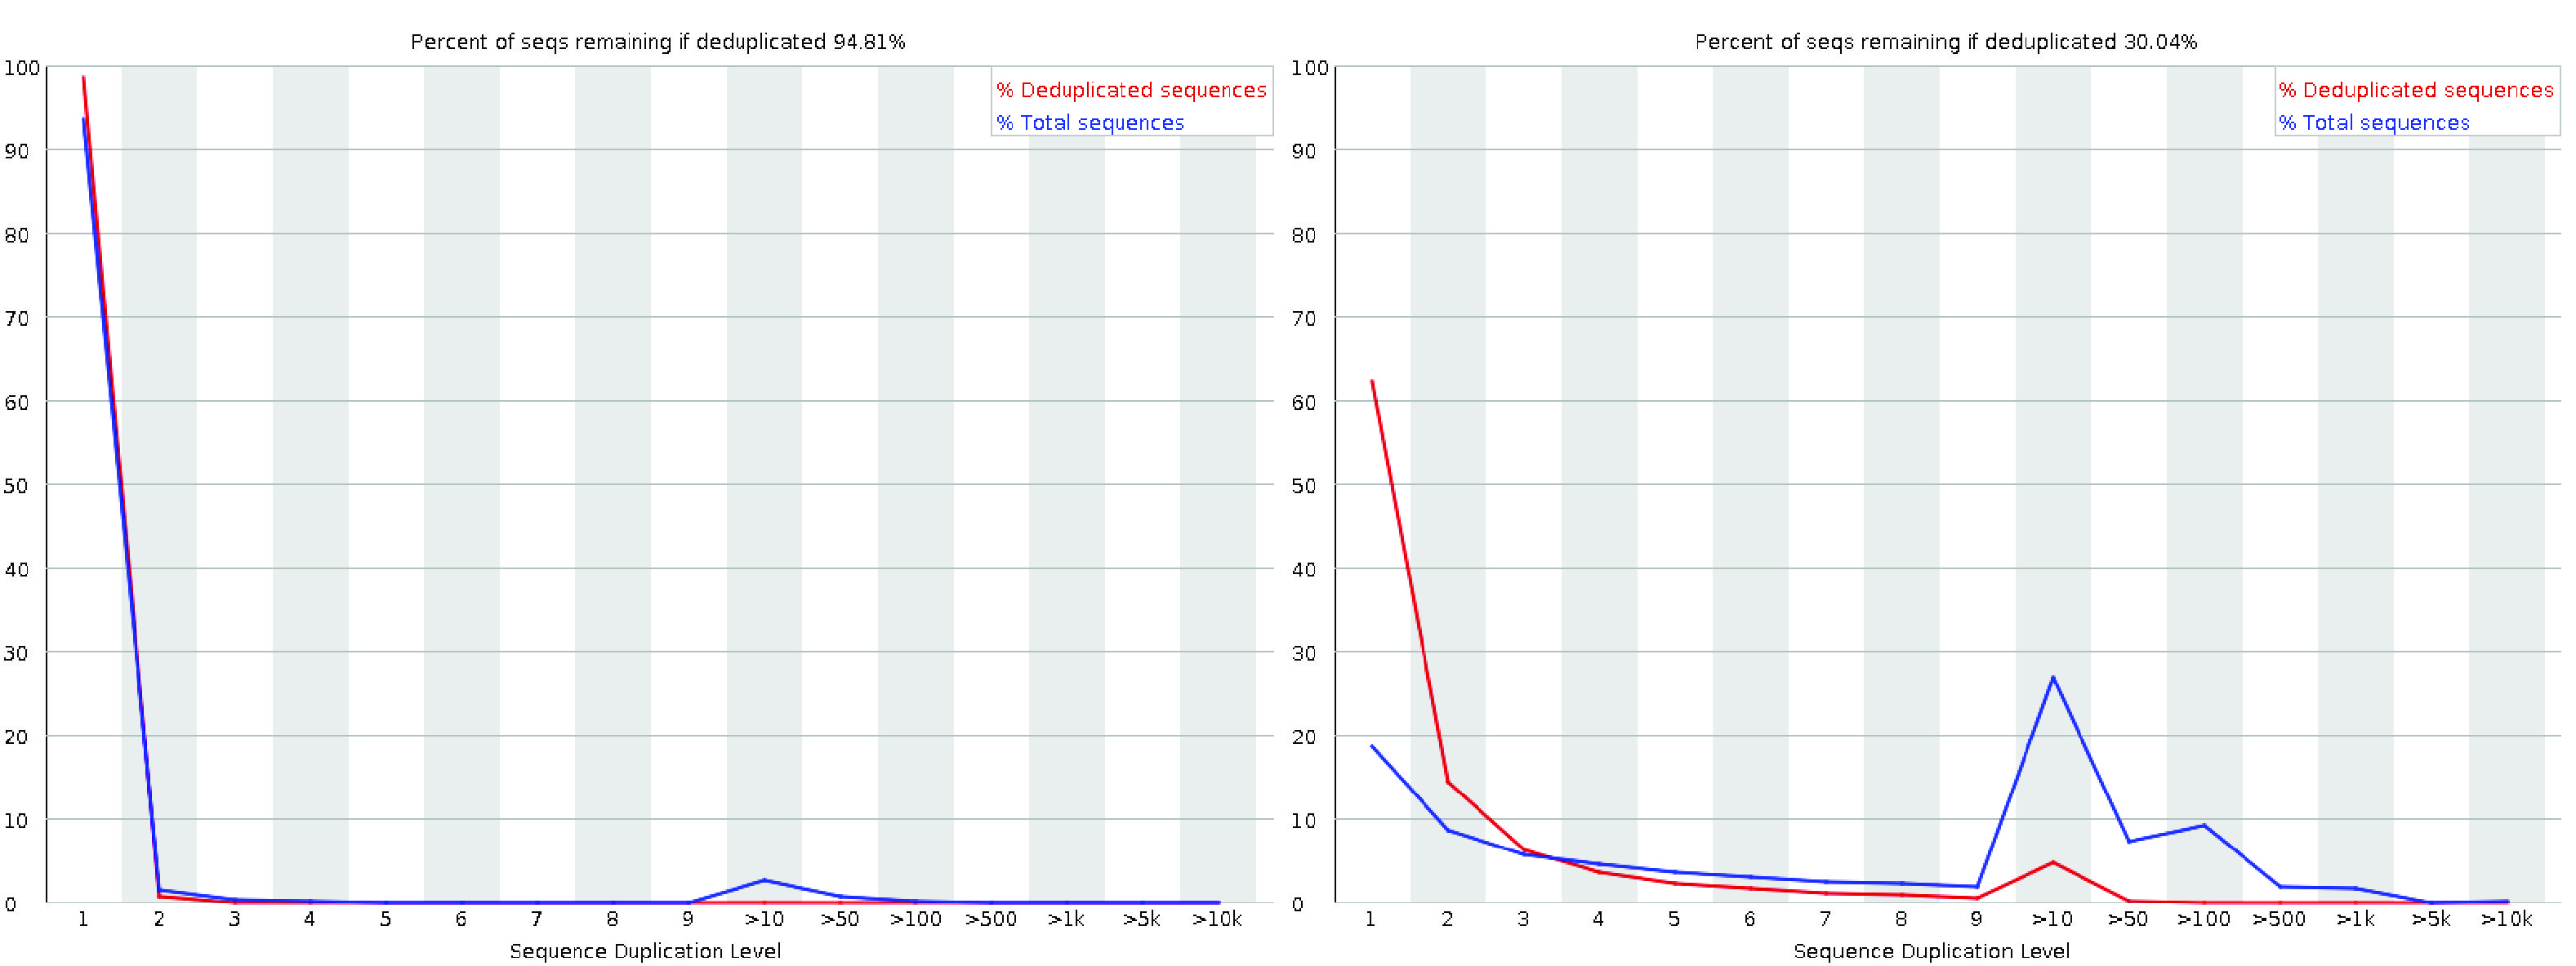 Percent of seqs remaining if deduplicated 94.81%
% Deduplicated sequences
% Total sequences
100
90
80
70
60
50
40
30
20
10
0
1 2 3 4 5 6 7 8 9 >10 >50 >100 >500 >1k >5k >10k
Sequence Duplication Level
Percent of seqs remaining if deduplicated 30.04%
% Deduplicated sequences
% Total sequences
100
90
80
70
60
50
40
30
20
10
0
1 2 3 4 5 6 7 8 9 >10 >50 >100 >500 >1k >5k >10k
Sequence Duplication Level